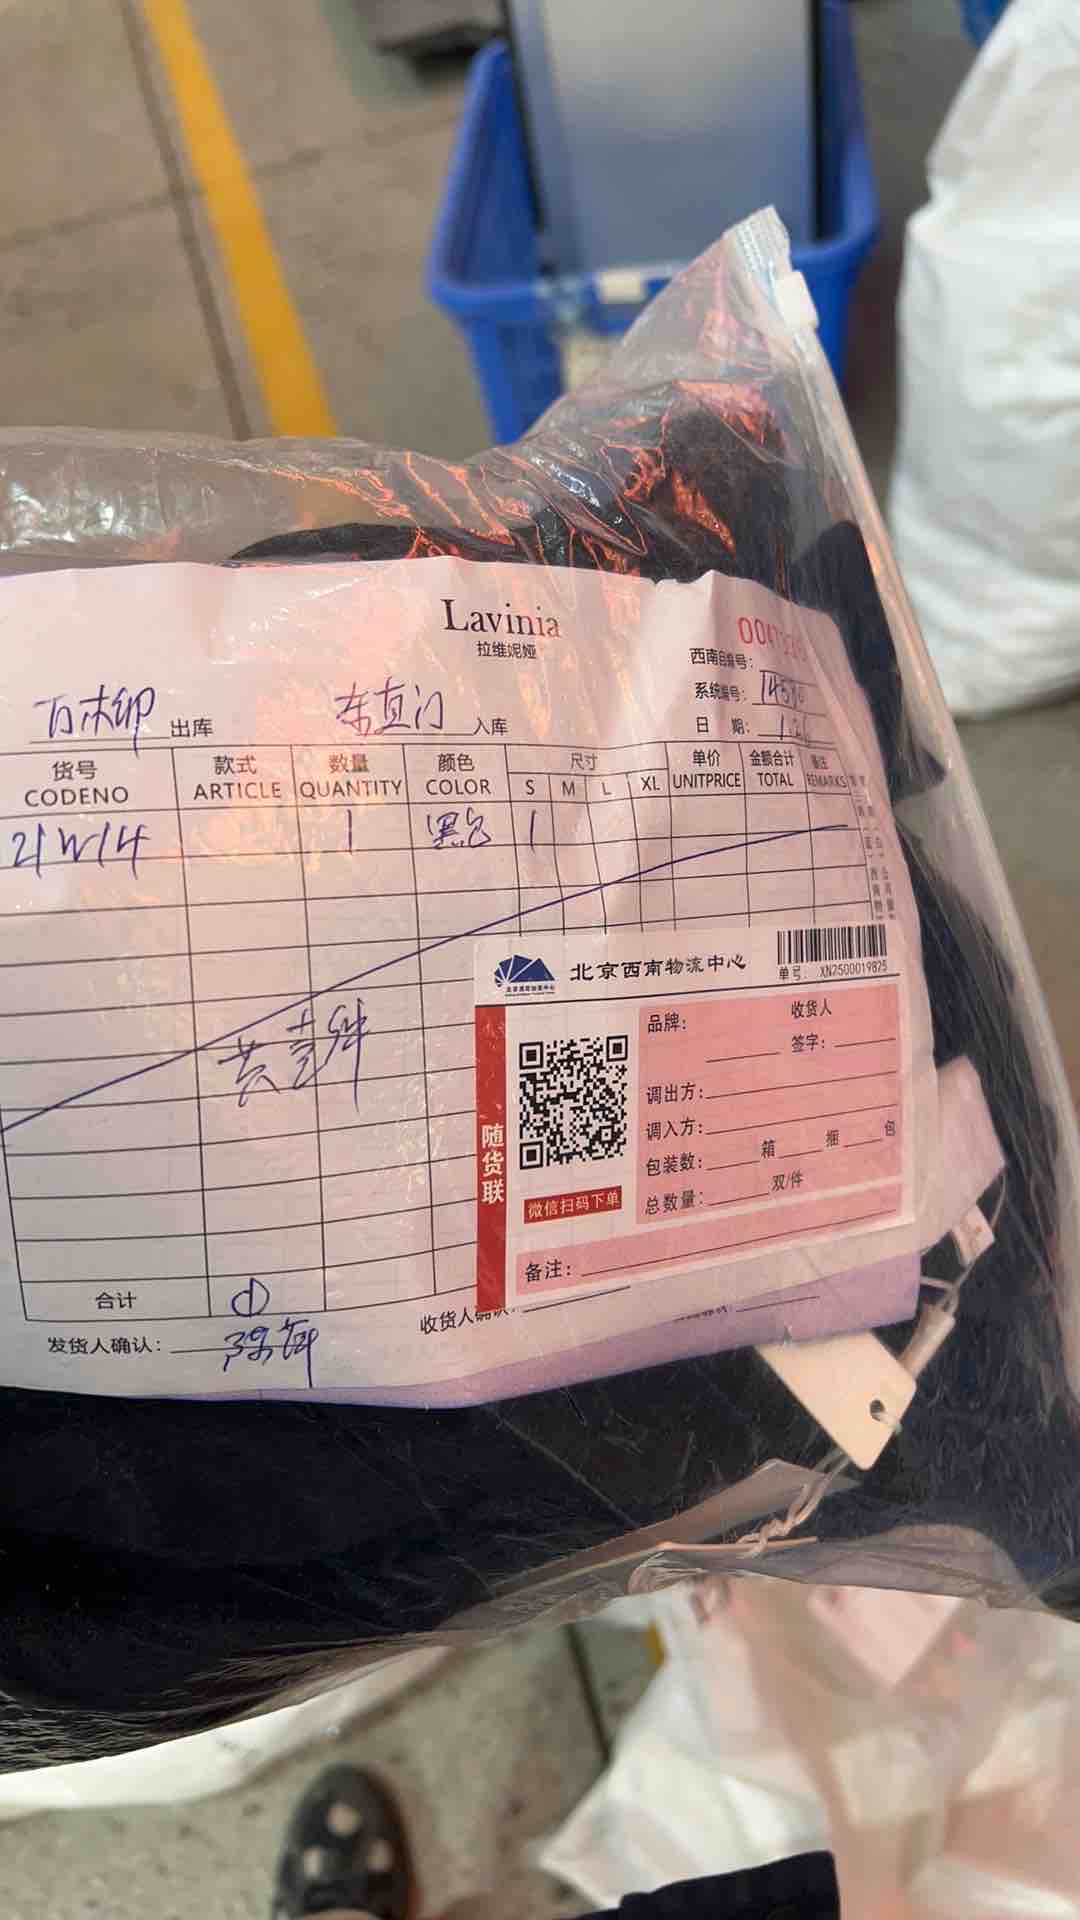 Lavinia
拉维妮娅
西南自编号：
系统编号：
日 期：
出库 东直门 入库
货号 款式 数量 颜色 尺寸 单价 金额合计 备注
CODENO ARTICLE QUANTITY COLOR S M L XL UNITPRICE TOTAL REMARKS
21W14 1 黑色 1
北京西南物流中心
单号： XN2500019825
品牌： 收货人
签字：
调出方：
调入方：
包装数： 箱 捆 包
总数量： 双/件
随货联
微信扫码下单
备注：
合计 ①
发货人确认：
收货人确认：